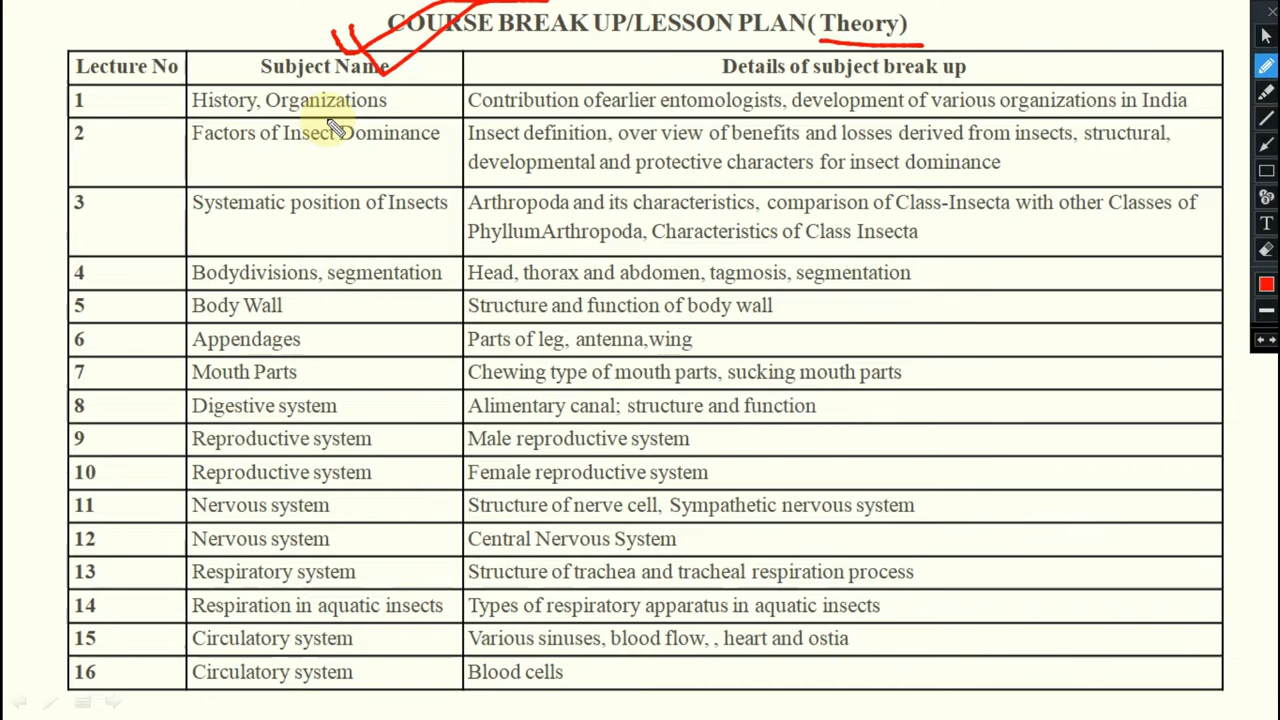 COURSE BREAK UP/LESSON PLAN( Theory)
Lecture No Subject Name Details of subject break up
1 History, Organizations Contribution ofearlier entomologists, development of various organizations in India
2 Factors of Insect Dominance Insect definition, over view of benefits and losses derived from insects, structural,
developmental and protective characters for insect dominance
3 Systematic position of Insects Arthropoda and its characteristics, comparison of Class-Insecta with other Classes of
PhyllumArthropoda, Characteristics of Class Insecta
4 Bodydivisions, segmentation Head, thorax and abdomen, tagmosis, segmentation
5 Body Wall Structure and function of body wall
6 Appendages Parts of leg, antenna,wing
7 Mouth Parts Chewing type of mouth parts, sucking mouth parts
8 Digestive system Alimentary canal; structure and function
9 Reproductive system Male reproductive system
10 Reproductive system Female reproductive system
11 Nervous system Structure of nerve cell, Sympathetic nervous system
12 Nervous system Central Nervous System
13 Respiratory system Structure of trachea and tracheal respiration process
14 Respiration in aquatic insects Types of respiratory apparatus in aquatic insects
15 Circulatory system Various sinuses, blood flow, , heart and ostia
16 Circulatory system Blood cells